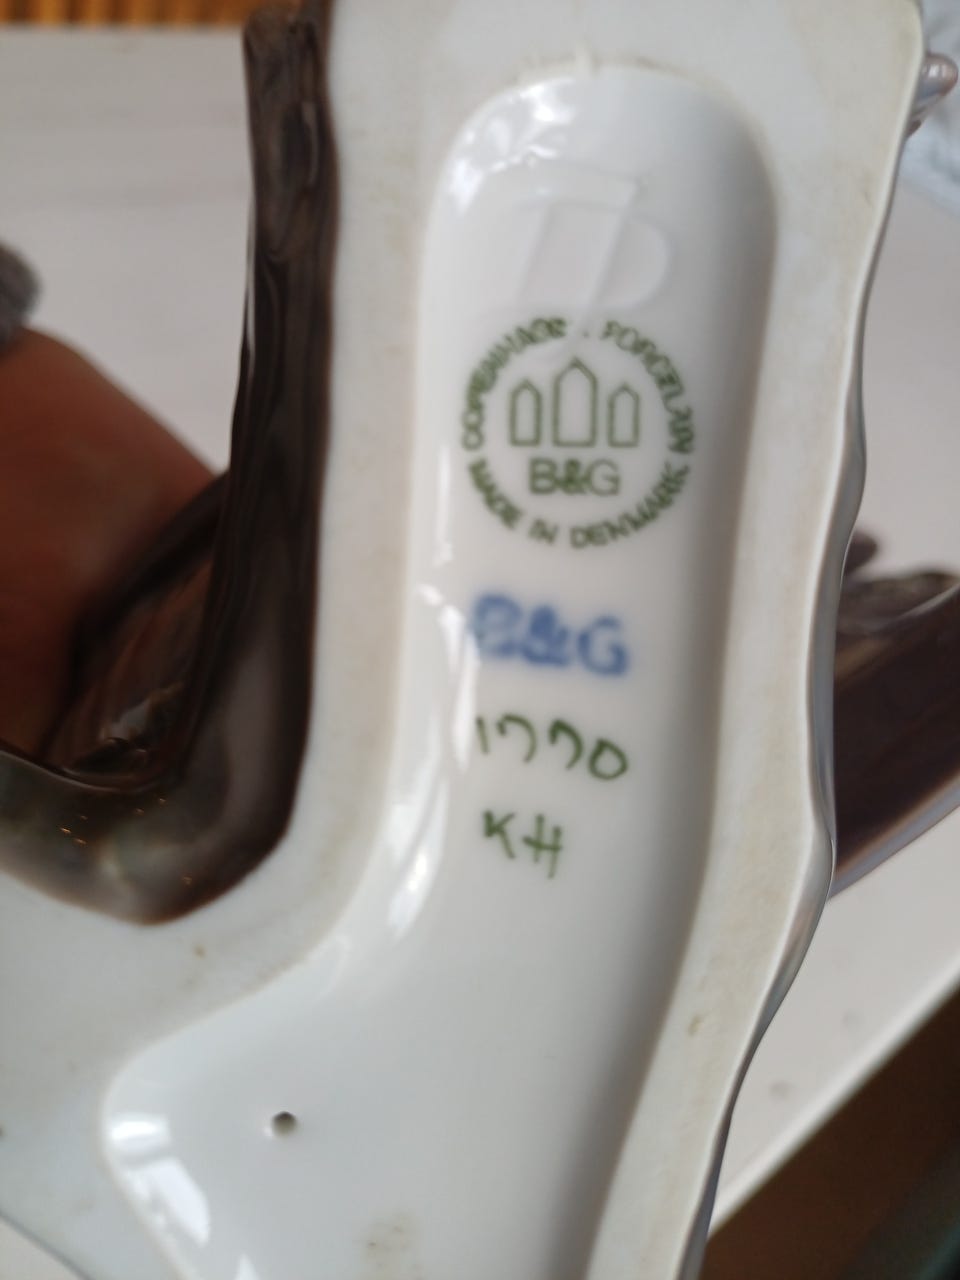 COPENHAGEN . PORCELAIN
B&G
MADE IN DENMARK
B&G
1770
KH